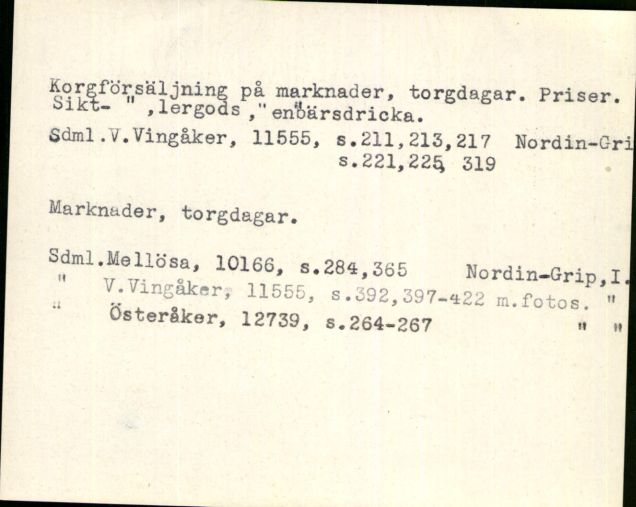 Korgförsäljning på marknader, torgdagar. Priser.
Sikt- " ,lergods ," enbärsdricka.
Sdml.V.Vingåker, 11555, s.211,213,217 Nordin-Gri
s.221,225, 319
Marknader, torgdagar.
Sdml.Mellösa, 10166, s.284,365 Nordin-Grip,I.
" V.Vingåker, 11555, s.392,397-422 m.fotos. "
" Österåker, 12739, s.264-267 " "